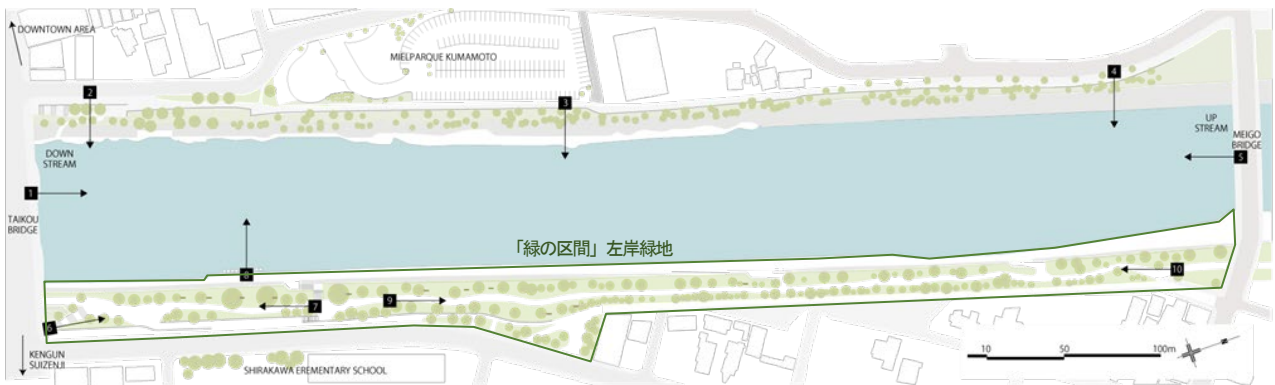 DOWNTOWN AREA
MIELPARQUE KUMAMOTO
2
3
4
UP
STREAM
MEIGO
BRIDGE
5
DOWN
STREAM
1
TAIKOU
BRIDGE
「緑の区間」左岸緑地
8
7
9
10
6
KENGUN
SUIZENJI
SHIRAKAWA EREMENTARY SCHOOL
10
50
100m